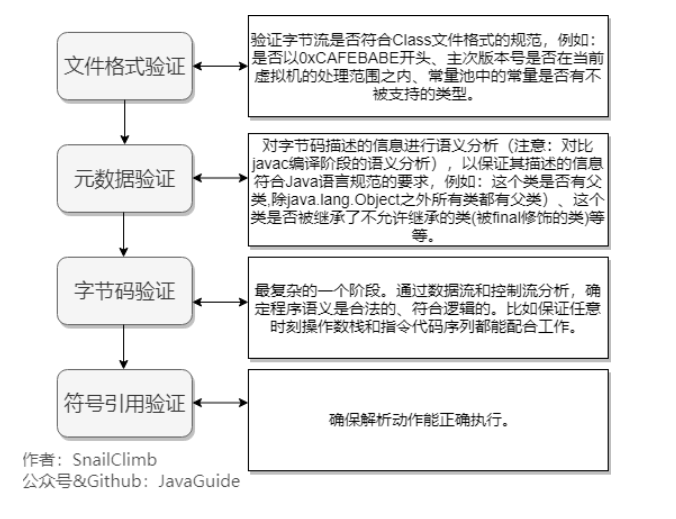 文件格式验证
验证字节流是否符合Class文件格式的规范，例如：
是否以0xCAFEBABE开头、主次版本号是否在当前
虚拟机的处理范围之内、常量池中的常量是否有不
被支持的类型。
元数据验证
对字节码描述的信息进行语义分析（注意：对比
javac编译阶段的语义分析），以保证其描述的信息
符合Java语言规范的要求，例如：这个类是否有父
类,除java.lang.Object之外所有类都有父类）、这个
类是否被继承了不允许继承的类(被final修饰的类)等
等。
字节码验证
最复杂的一个阶段。通过数据流和控制流分析，确
定程序语义是合法的、符合逻辑的。比如保证任意
时刻操作数栈和指令代码序列都能配合工作。
符号引用验证
确保解析动作能正确执行。
作者：SnailClimb
公众号&Github：JavaGuide